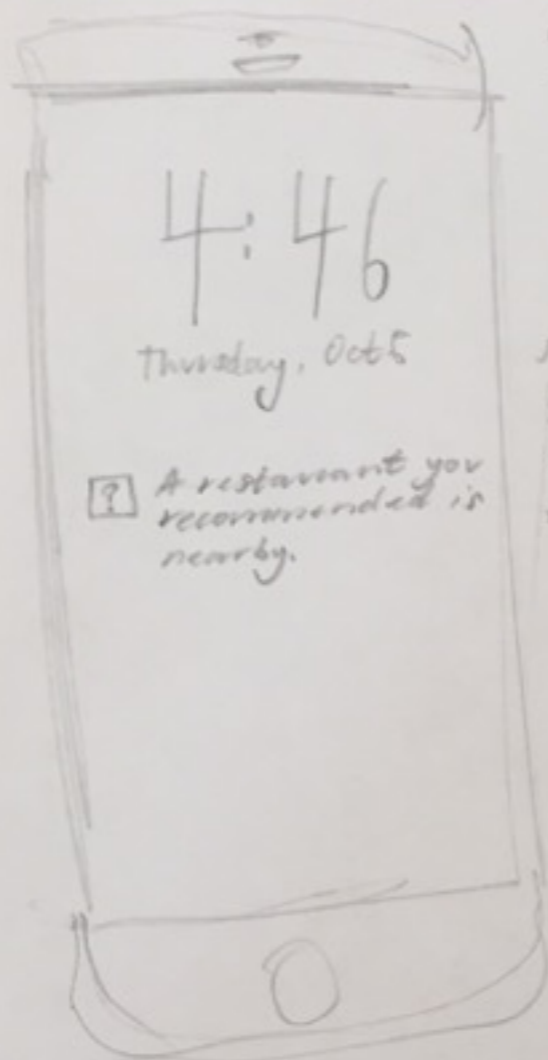 4:46
Thursday, Oct 5
? A restaurant you
recommended is
nearby.